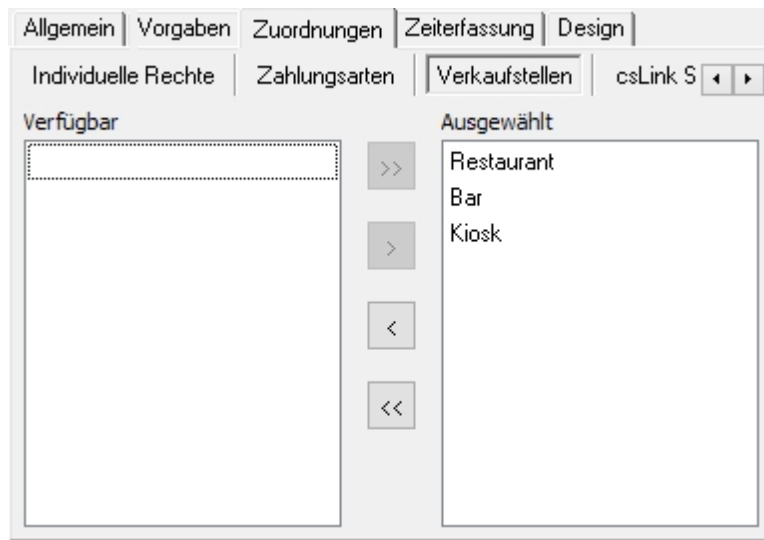 Allgemein Vorgaben Zuordnungen Zeiterfassung Design
Individuelle Rechte Zahlungsarten Verkaufstellen csLink S
Verfügbar Ausgewählt
>> Restaurant
Bar
> Kiosk
<
<<